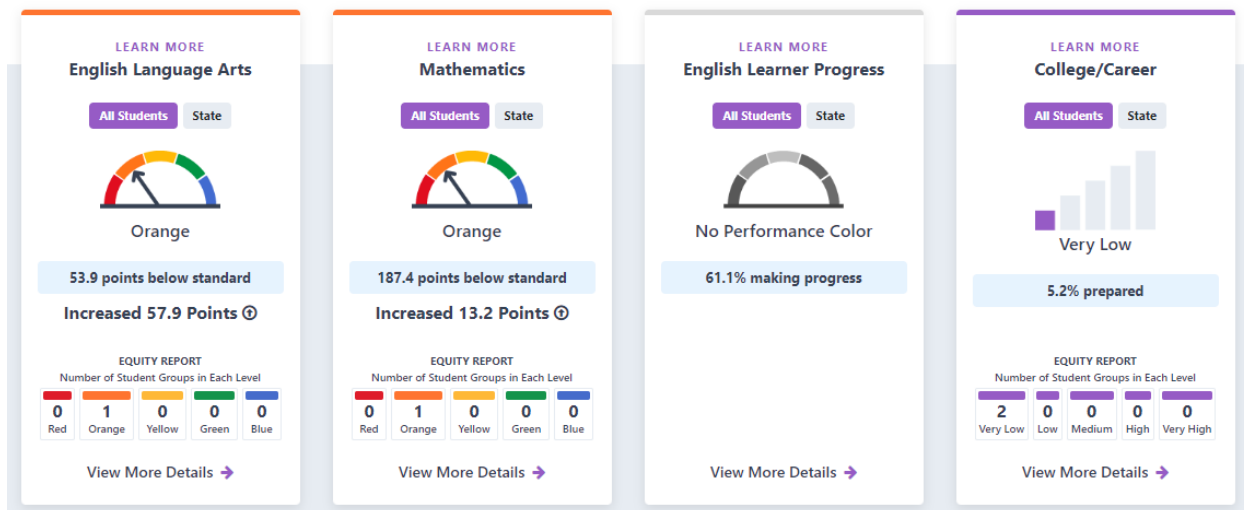 LEARN MORE
English Language Arts
All Students State
Orange
53.9 points below standard
Increased 57.9 Points
EQUITY REPORT
Number of Student Groups in Each Level
0 1 0 0 0
Red Orange Yellow Green Blue
View More Details
LEARN MORE
Mathematics
All Students State
Orange
187.4 points below standard
Increased 13.2 Points
EQUITY REPORT
Number of Student Groups in Each Level
0 1 0 0 0
Red Orange Yellow Green Blue
View More Details
LEARN MORE
English Learner Progress
All Students State
No Performance Color
61.1% making progress
View More Details
LEARN MORE
College/Career
All Students State
Very Low
5.2% prepared
EQUITY REPORT
Number of Student Groups in Each Level
2 0 0 0 0
Very Low Low Medium High Very High
View More Details